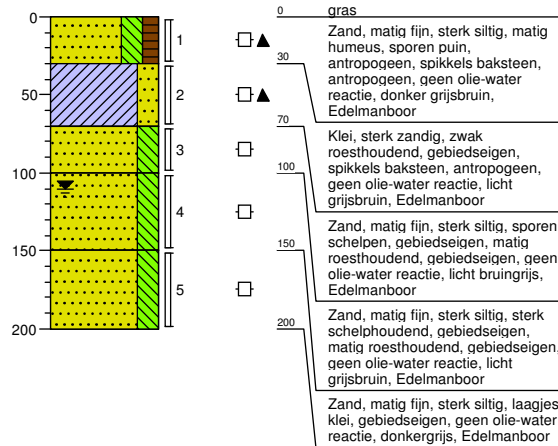 0
50
100
150
200
1
2
3
4
5
0
gras
Zand, matig fijn, sterk siltig, matig
humeus, sporen puin,
antropogeen, spikkels baksteen,
antropogeen, geen olie-water
reactie, donker grijsbruin,
Edelmanboor
30
Klei, sterk zandig, zwak
roesthoudend, gebiedseigen,
spikkels baksteen, antropogeen,
geen olie-water reactie, licht
grijsbruin, Edelmanboor
70
Zand, matig fijn, sterk siltig, sporen
schelpen, gebiedseigen, matig
roesthoudend, gebiedseigen, geen
olie-water reactie, licht bruingrijs,
Edelmanboor
100
Zand, matig fijn, sterk siltig, sterk
schelphoudend, gebiedseigen,
matig roesthoudend, gebiedseigen,
geen olie-water reactie, licht
grijsbruin, Edelmanboor
150
Zand, matig fijn, sterk siltig, laagjes
klei, gebiedseigen, geen olie-water
reactie, donkergrijs, Edelmanboor
200